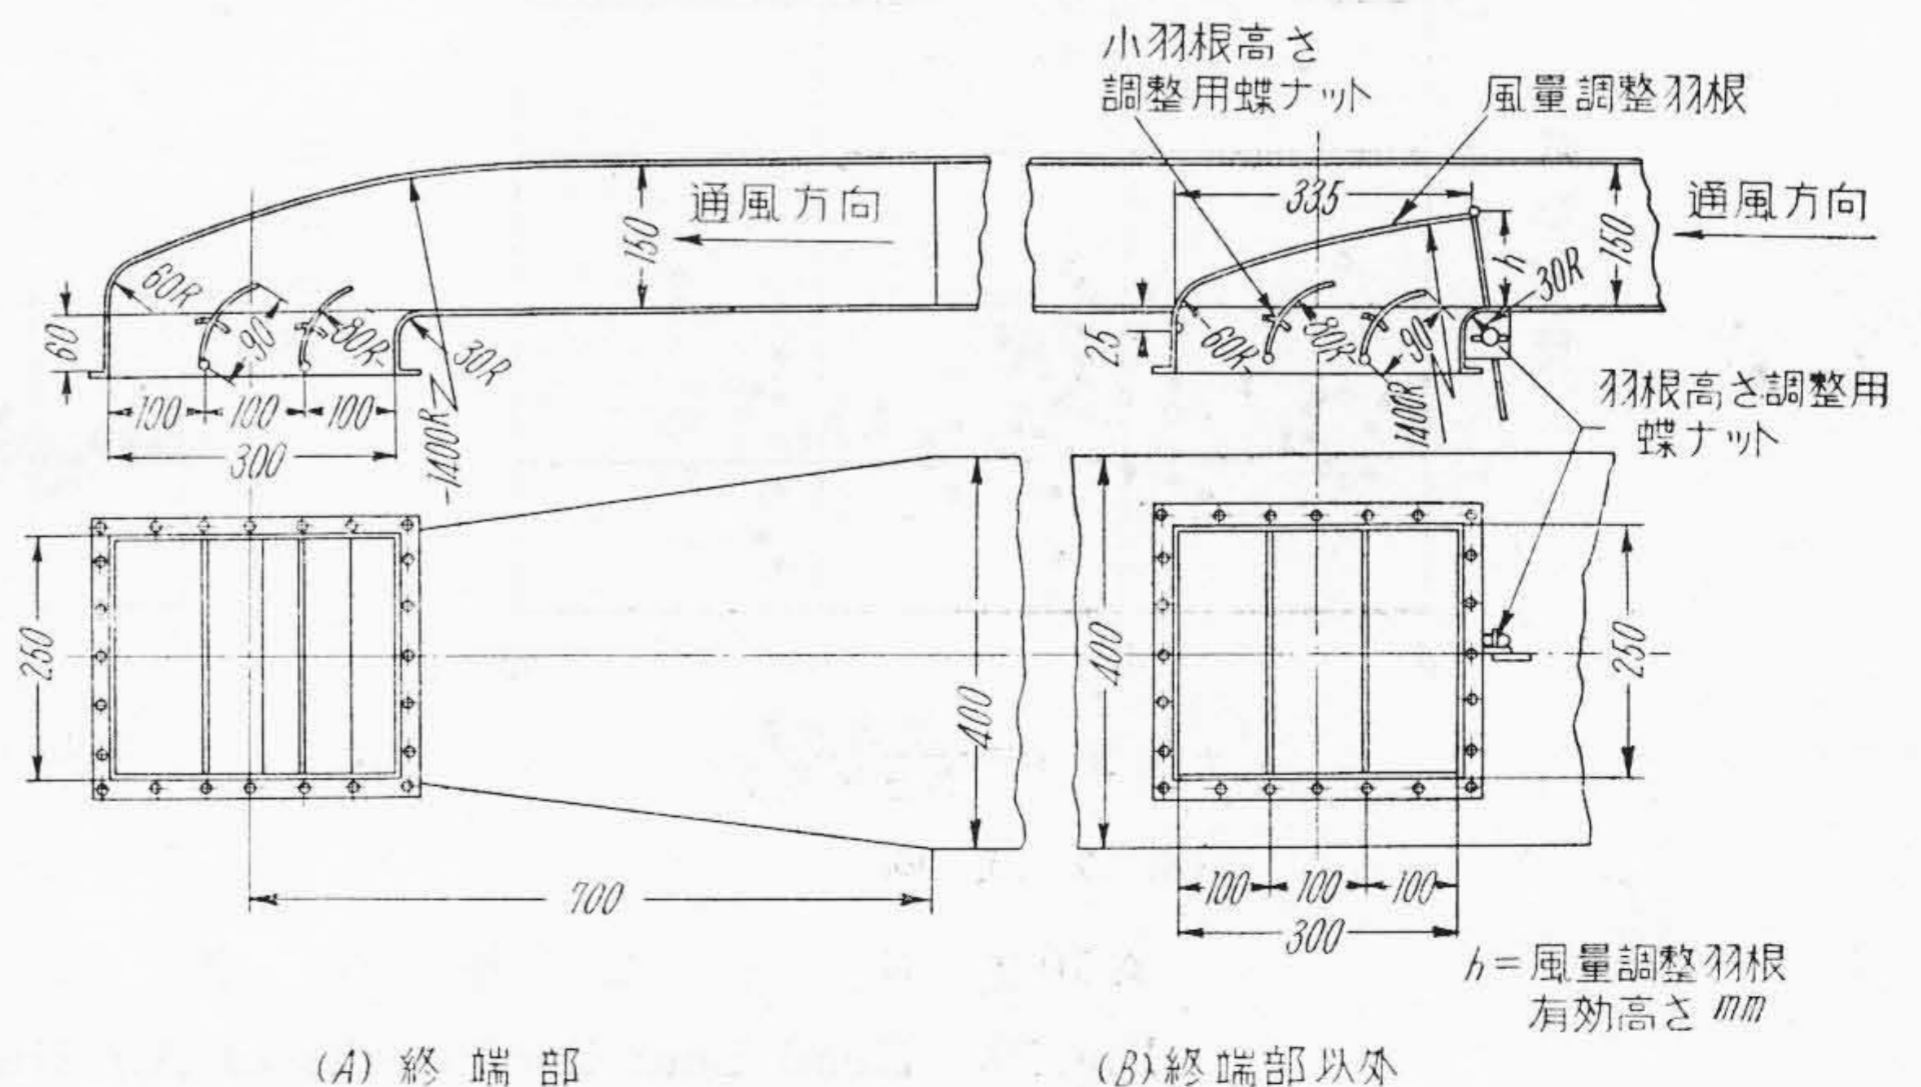 小羽根高さ
調整用蝶ナット
風量調整羽根
通風方向
通風方向
335
150
150
h
30R
60R
60
90
80R
30R
25
60R
80R
90
1400R
100 100 100
300
1400R
羽根高さ調整用
蝶ナット
250
400
400
250
700
100 100 100
300
h=風量調整羽根
有効高さ mm
(A) 終端部
(B) 終端部以外